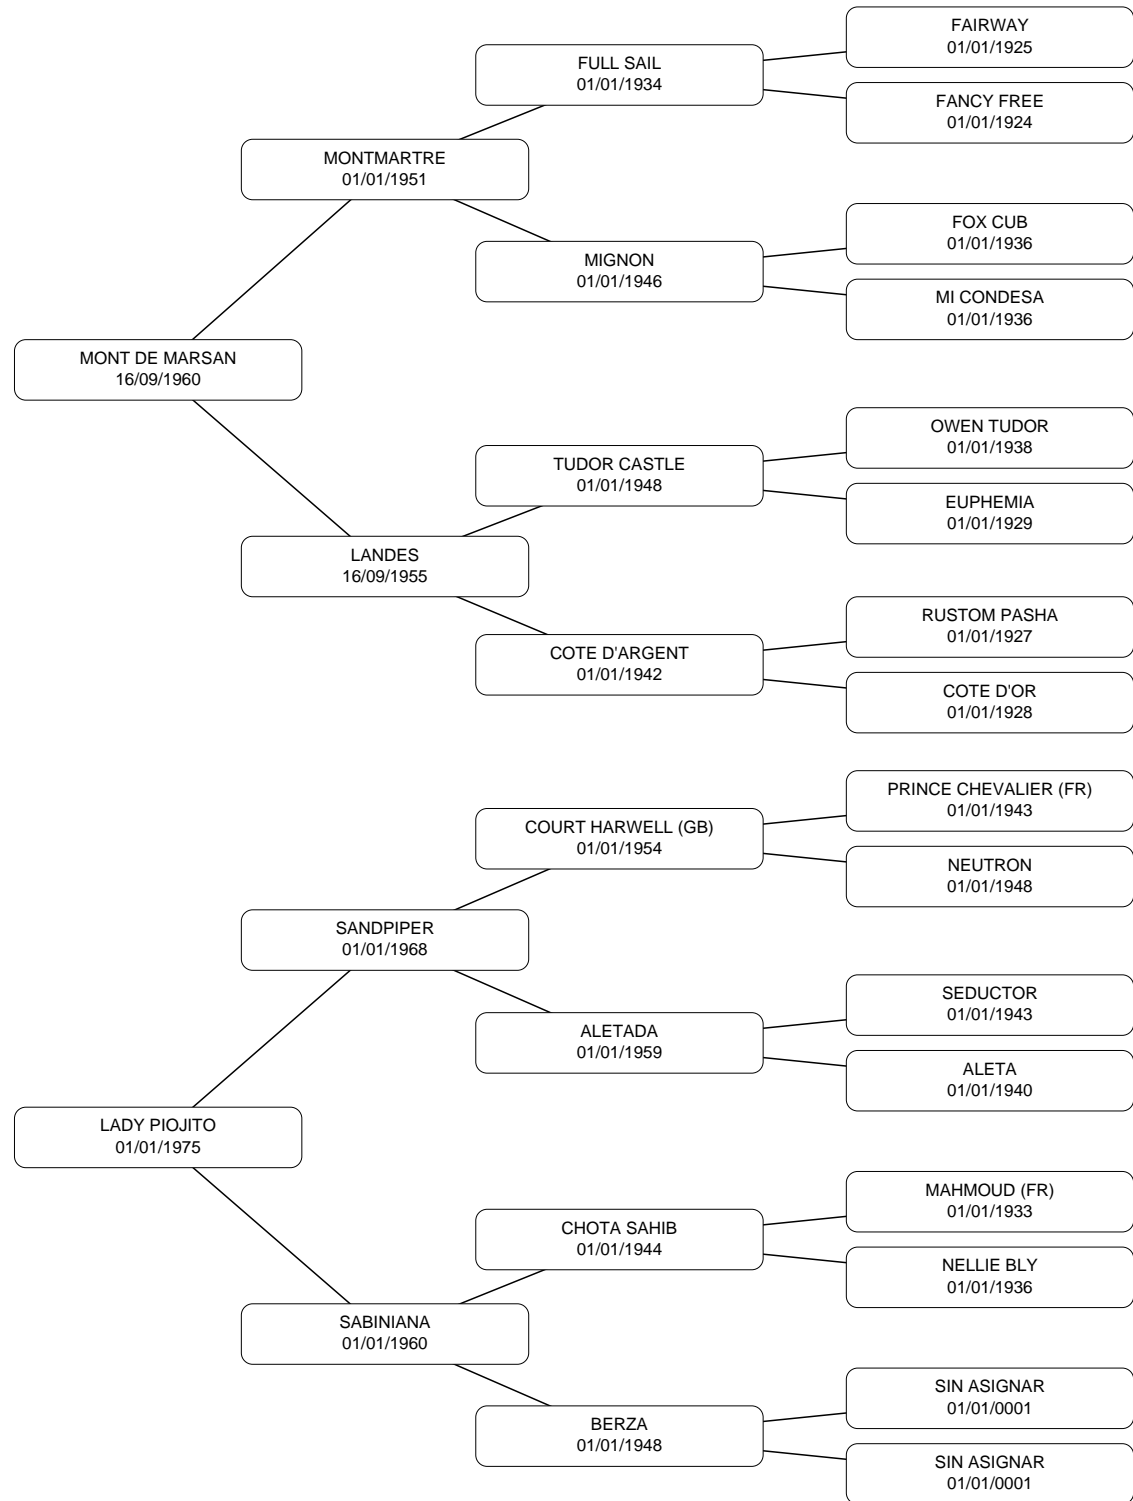 FAIRWAY
01/01/1925
FULL SAIL
01/01/1934
FANCY FREE
01/01/1924
MONTMARTRE
01/01/1951
FOX CUB
01/01/1936
MIGNON
01/01/1946
MI CONDESA
01/01/1936
MONT DE MARSAN
16/09/1960
OWEN TUDOR
01/01/1938
TUDOR CASTLE
01/01/1948
EUPHEMIA
01/01/1929
LANDES
16/09/1955
RUSTOM PASHA
01/01/1927
COTE D'ARGENT
01/01/1942
COTE D'OR
01/01/1928
PRINCE CHEVALIER (FR)
01/01/1943
COURT HARWELL (GB)
01/01/1954
NEUTRON
01/01/1948
SANDPIPER
01/01/1968
SEDUCTOR
01/01/1943
ALETADA
01/01/1959
ALETA
01/01/1940
LADY PIOJITO
01/01/1975
MAHMOUD (FR)
01/01/1933
CHOTA SAHIB
01/01/1944
NELLIE BLY
01/01/1936
SABINIANA
01/01/1960
SIN ASIGNAR
01/01/0001
BERZA
01/01/1948
SIN ASIGNAR
01/01/0001